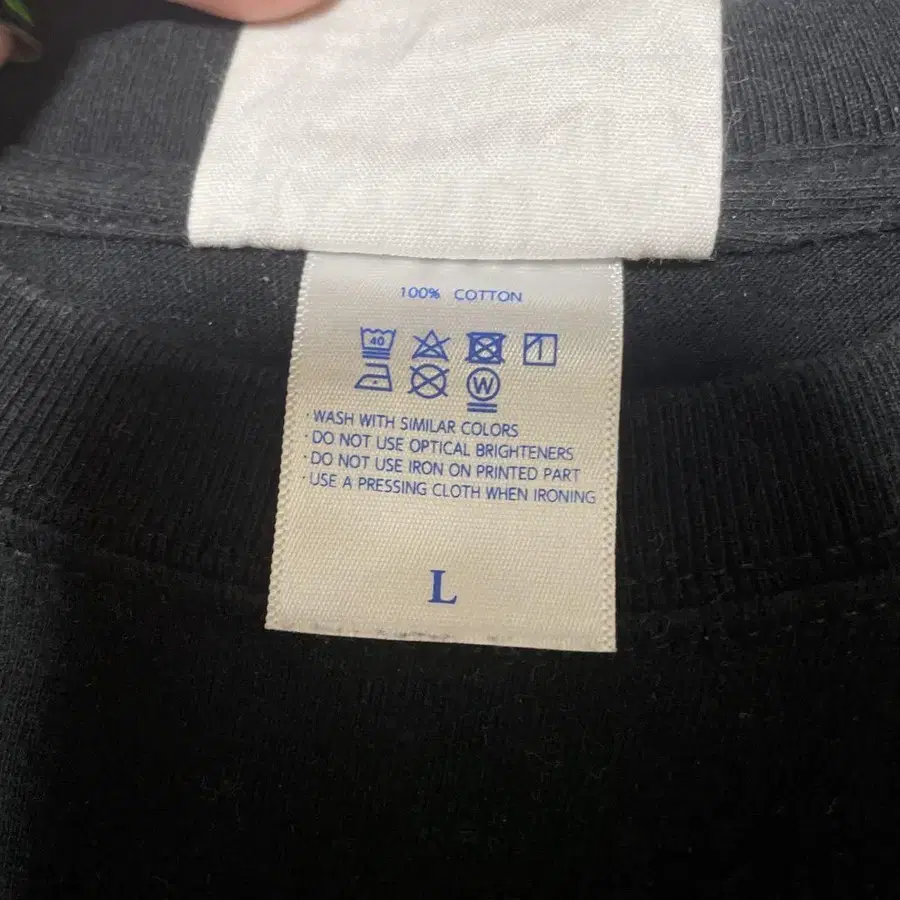 100% COTTON
40
W
· WASH WITH SIMILAR COLORS
· DO NOT USE OPTICAL BRIGHTENERS
· DO NOT USE IRON ON PRINTED PART
· USE A PRESSING CLOTH WHEN IRONING
L